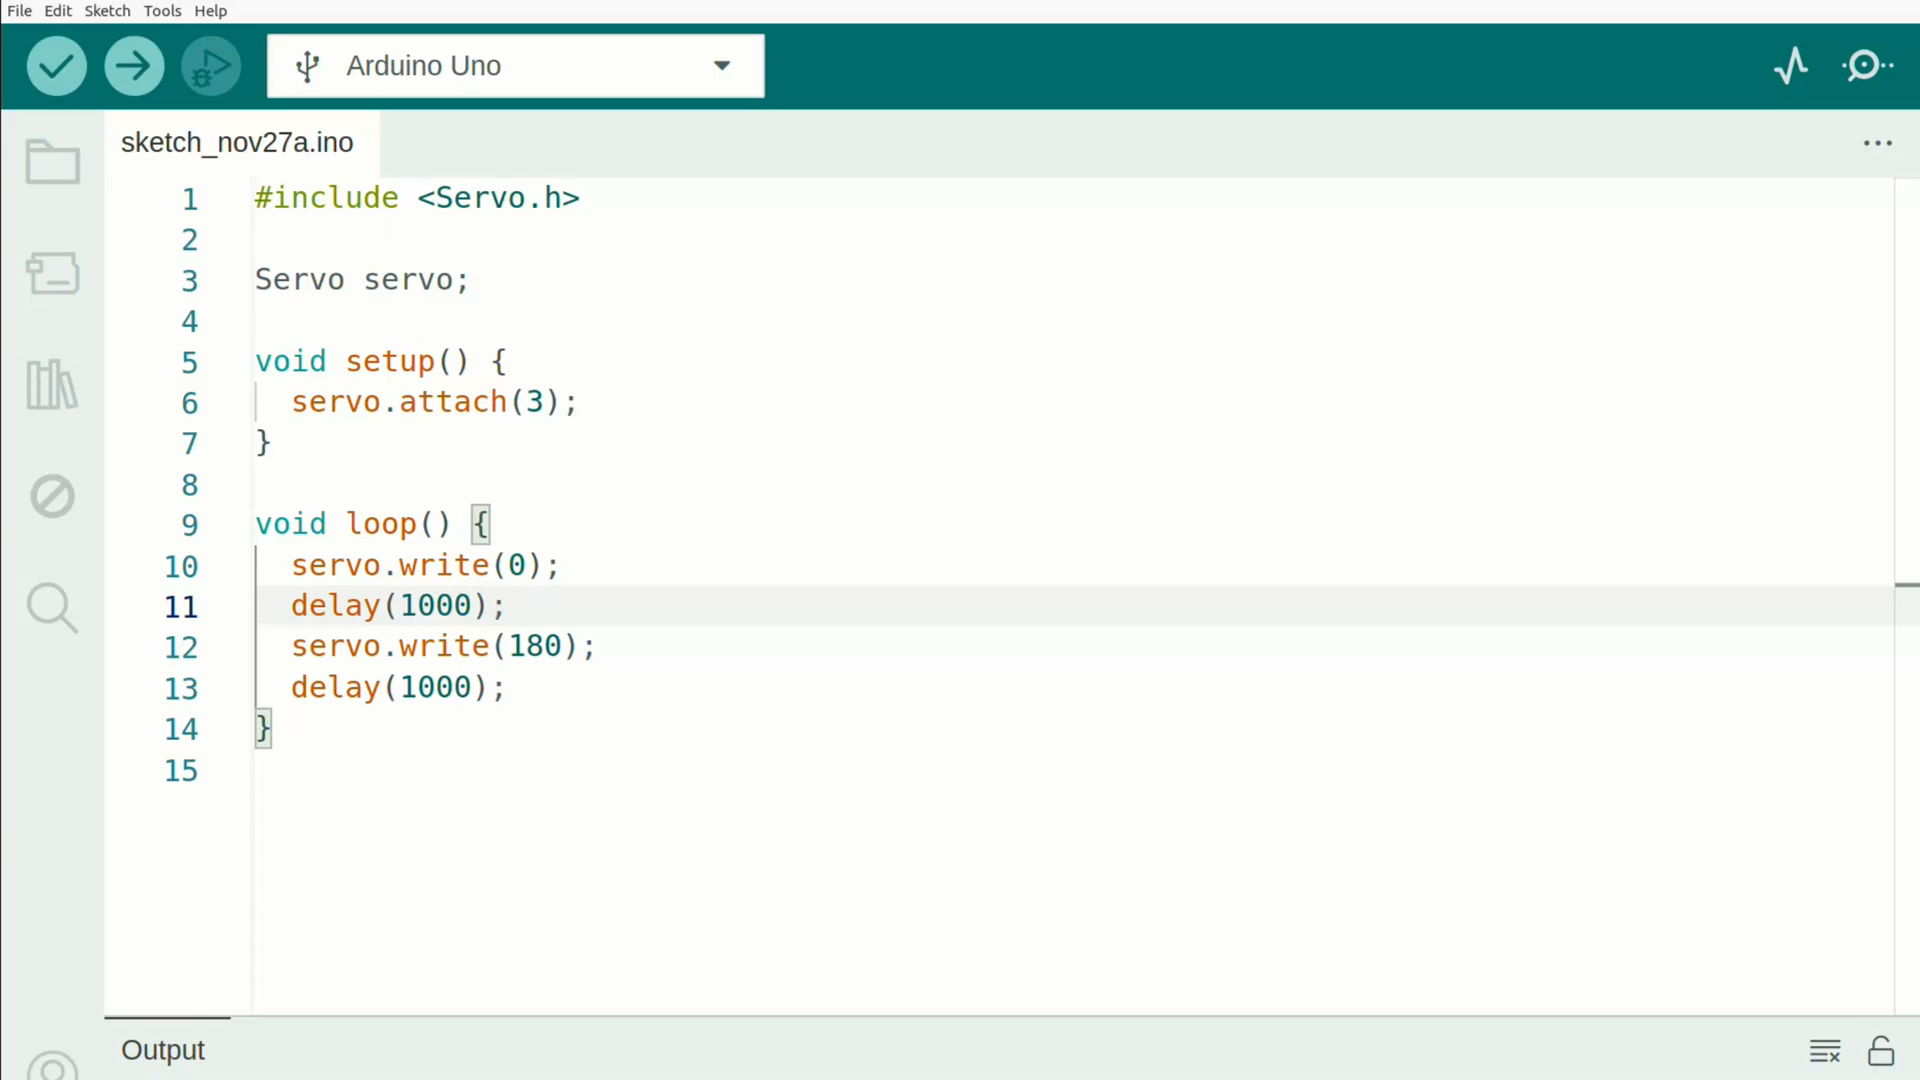 File Edit Sketch Tools Help
Arduino Uno
sketch_nov27a.ino
1 #include <Servo.h>
2
3 Servo servo;
4
5 void setup() {
6   servo.attach(3);
7 }
8
9 void loop() {
10   servo.write(0);
11   delay(1000);
12   servo.write(180);
13   delay(1000);
14 }
15
Output